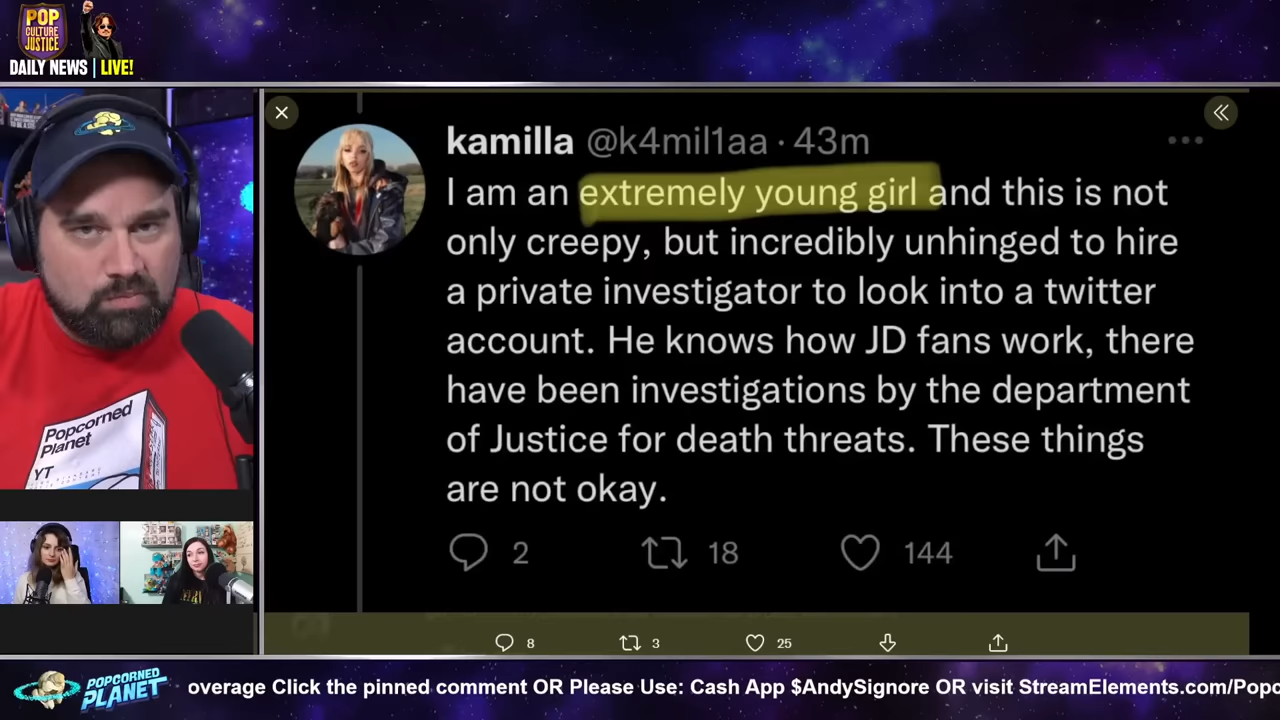 POP
CULTURE
JUSTICE
DAILY NEWS | LIVE!
kamilla @k4mil1aa · 43m
I am an extremely young girl and this is not
only creepy, but incredibly unhinged to hire
a private investigator to look into a twitter
account. He knows how JD fans work, there
have been investigations by the department
of Justice for death threats. These things
are not okay.
2 18 144
8 3 25
Popcorned
Planet
YT
POPCORNED
PLANET
overage Click the pinned comment OR Please Use: Cash App $AndySignore OR visit StreamElements.com/Popc